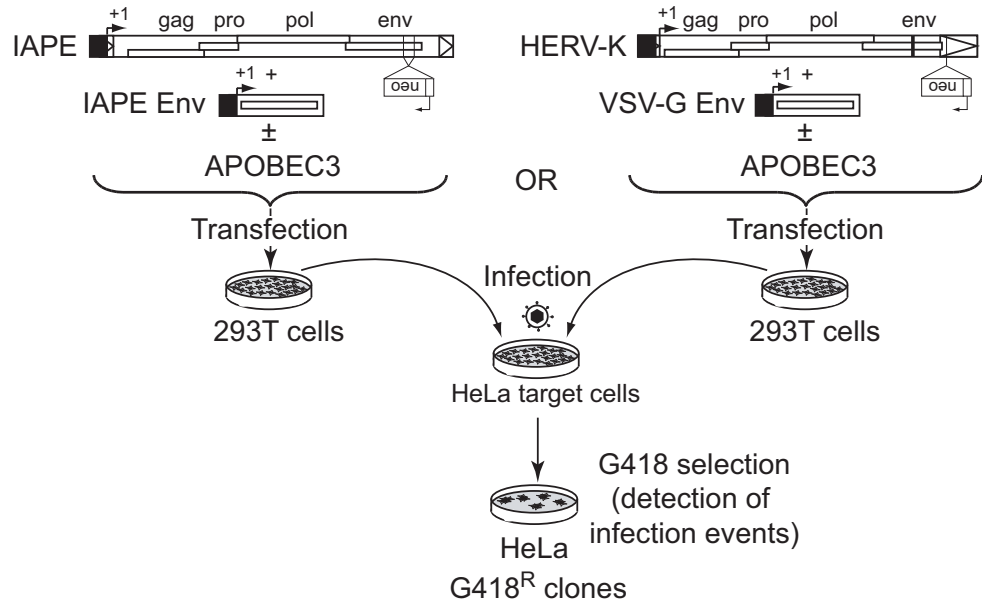 +1 gag pro pol env
IAPE
neo
+1 +
IAPE Env
±
APOBEC3
Transfection
293T cells
OR
+1 gag pro pol env
HERV-K
neo
+1 +
VSV-G Env
±
APOBEC3
Transfection
293T cells
Infection
HeLa target cells
G418 selection
(detection of
infection events)
HeLa
G418R clones